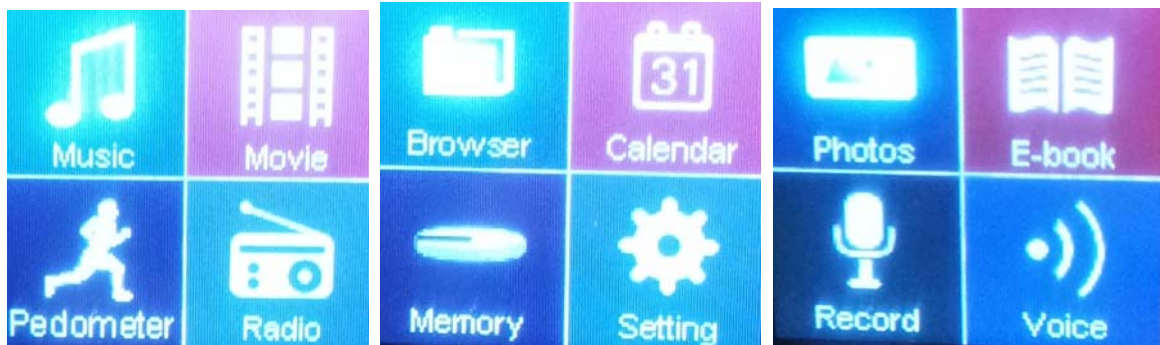 Music Movie
Pedometer Radio
Browser 31 Calendar
Memory Setting
Photos E-book
Record Voice